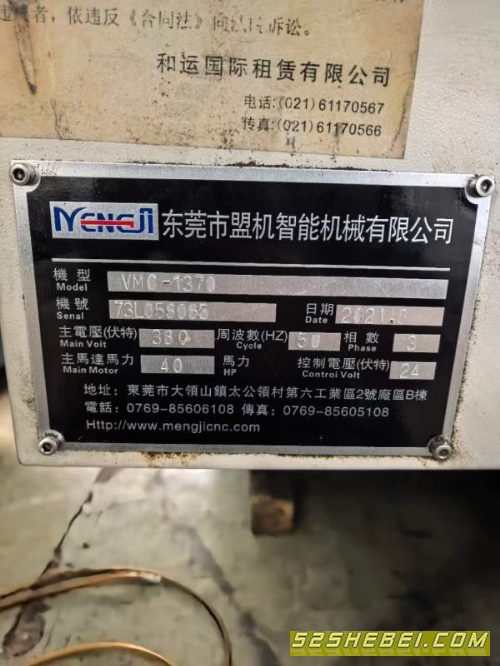 者，依违反《合同法》向法院诉讼。
和运国际租赁有限公司
电话:(021)61170567
传真:(021)61170566
MENGJI 东莞市盟机智能机械有限公司
機型 VMC-1370
Model
機號 73L058065 日期 2021.
Serial Date
主電壓(伏特) 380 周波數(HZ) 50 相數 3
Main Volt Cycle Phase
主馬達馬力 40 馬力 控制電壓(伏特) 24
Main Motor HP Control Volt
地址: 東莞市大領山鎮太公領村第六工業區2號廠區B棟
電話: 0769-85606108 傳真: 0769-85605108
Http://www.mengjicnc.com
52SHEBEI.COM